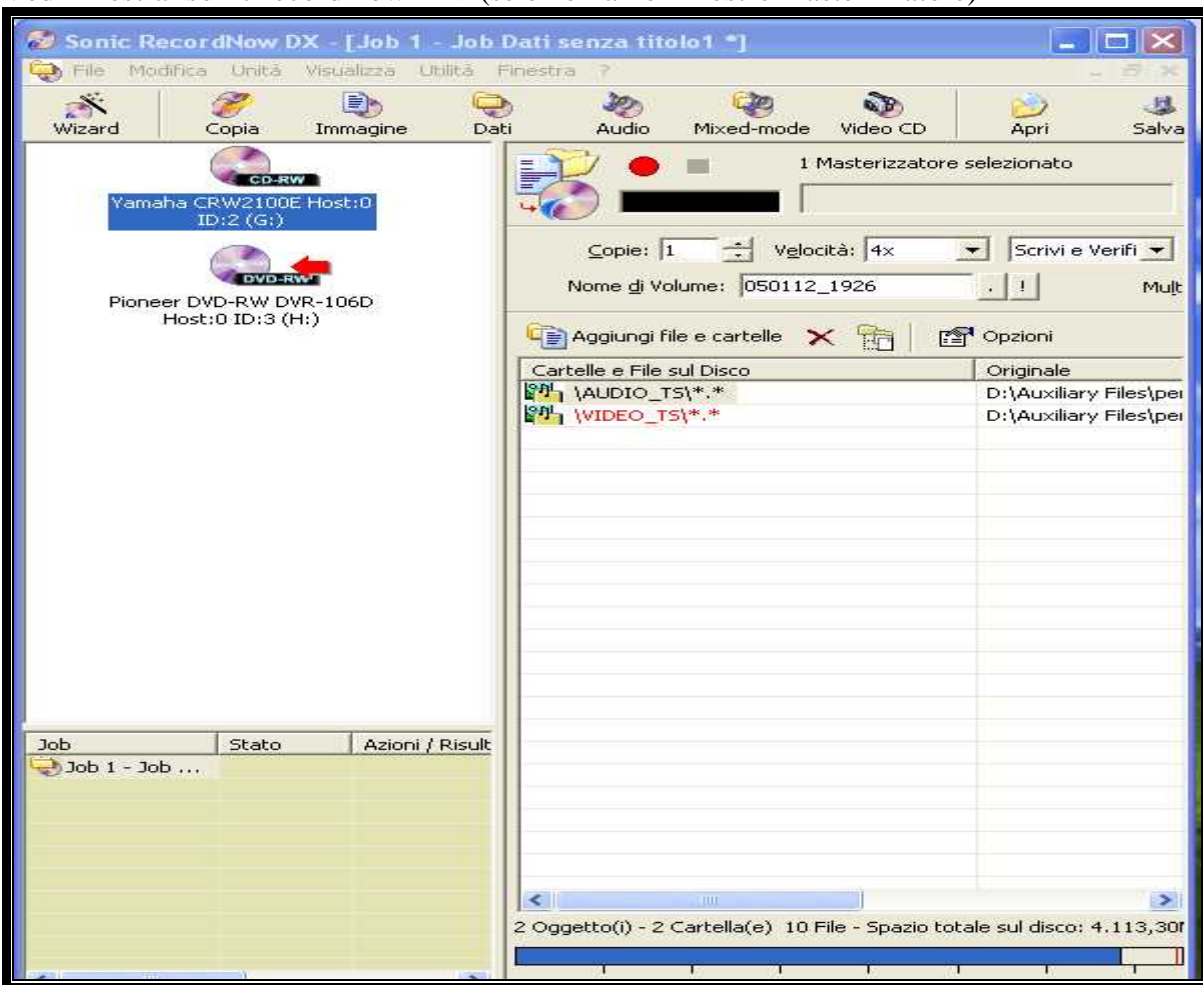 Sonic RecordNow DX - [Job 1 - Job Dati senza titolo1 *]
File Modifica Unità Visualizza Utilità Finestra ?
Wizard Copia Immagine Dati Audio Mixed-mode Video CD Apri Salva
CD-RW
Yamaha CRW2100E Host:0
ID:2 (G:)
DVD-RW
Pioneer DVD-RW DVR-106D
Host:0 ID:3 (H:)
1 Masterizzatore selezionato
Copie: 1 Velocità: 4x Scrivi e Verifi
Nome di Volume: 050112_1926 . ! Mult
Aggiungi file e cartelle Opzioni
Cartelle e File sul Disco Originale
\AUDIO_TS\*.* D:\Auxiliary Files\per
\VIDEO_TS\*.* D:\Auxiliary Files\per
Job Stato Azioni / Risult
Job 1 - Job ...
2 Oggetto(i) - 2 Cartella(e) 10 File - Spazio totale sul disco: 4.113,30